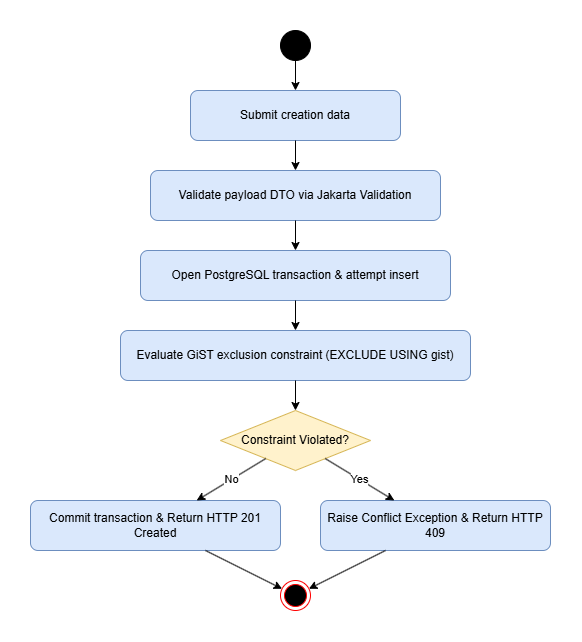 Submit creation data
Validate payload DTO via Jakarta Validation
Open PostgreSQL transaction & attempt insert
Evaluate GiST exclusion constraint (EXCLUDE USING gist)
Constraint Violated?
No
Yes
Commit transaction & Return HTTP 201
Created
Raise Conflict Exception & Return HTTP
409